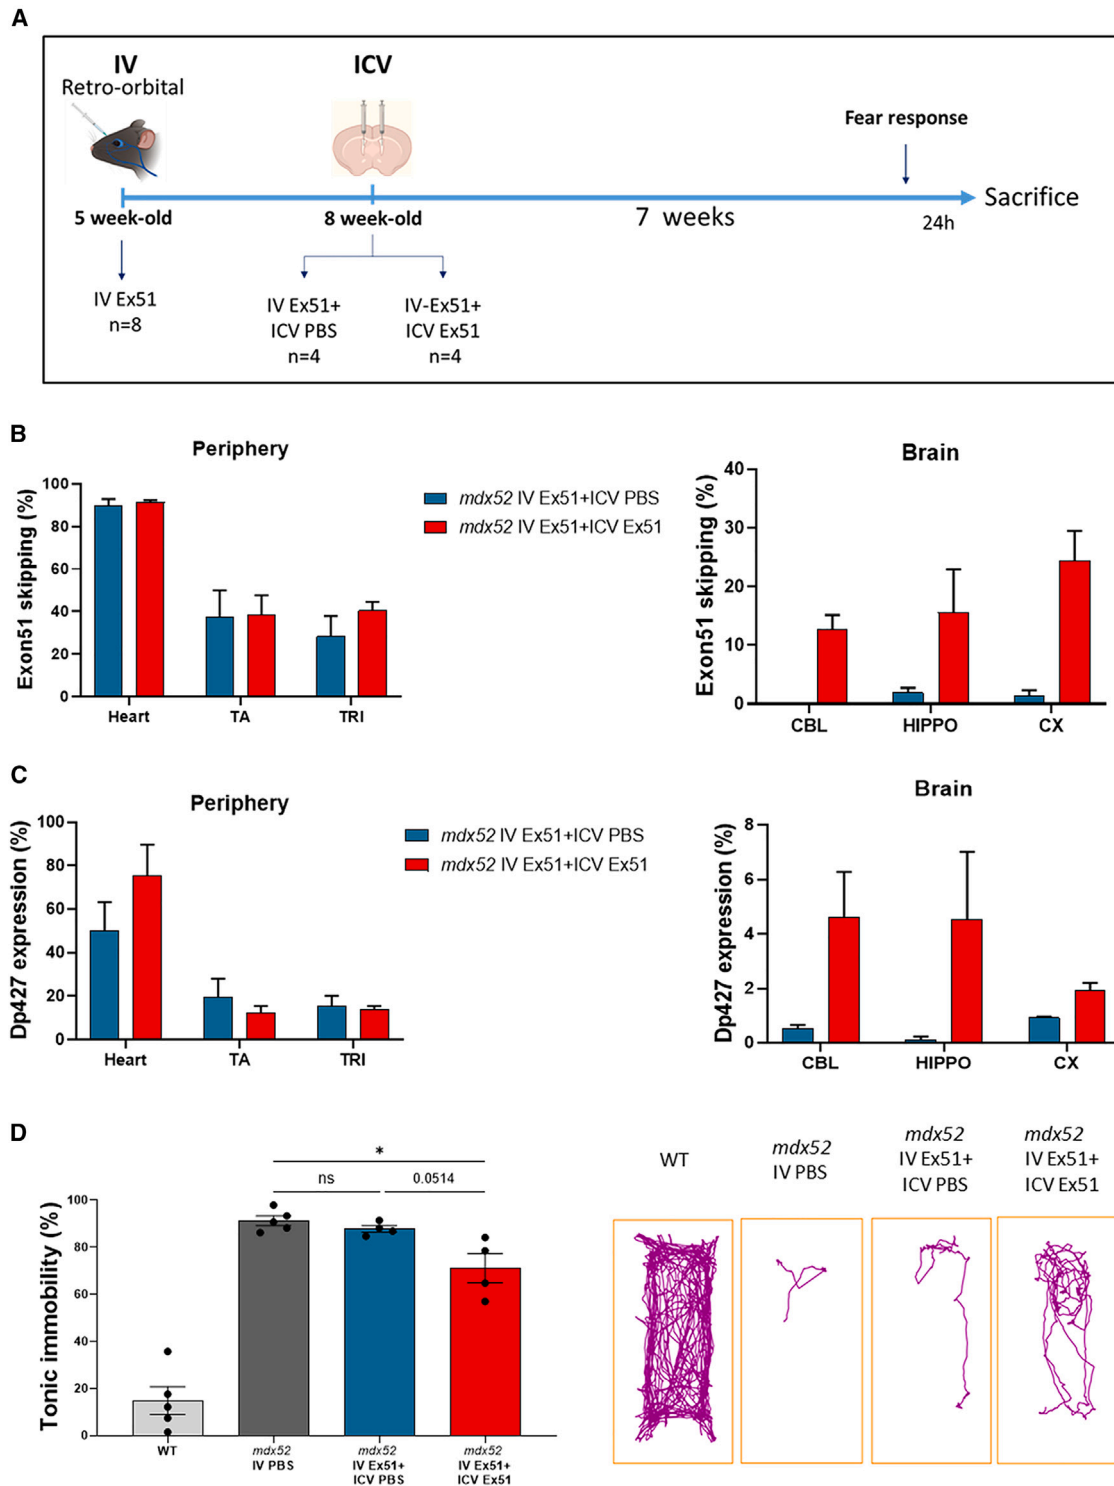 A
IV
Retro-orbital
ICV
Fear response
5 week-old
8 week-old
7 weeks
24h
Sacrifice
IV Ex51
n=8
IV Ex51+
ICV PBS
n=4
IV-Ex51+
ICV Ex51
n=4
B
Periphery
Exon51 skipping (%)
100
80
60
40
20
0
Heart TA TRI
mdx52 IV Ex51+ICV PBS
mdx52 IV Ex51+ICV Ex51
Brain
Exon51 skipping (%)
40
30
20
10
0
CBL HIPPO CX
C
Periphery
Dp427 expression (%)
100
80
60
40
20
0
Heart TA TRI
mdx52 IV Ex51+ICV PBS
mdx52 IV Ex51+ICV Ex51
Brain
Dp427 expression (%)
8
6
4
2
0
CBL HIPPO CX
D
*
ns
0.0514
Tonic immobility (%)
100
80
60
40
20
0
WT
mdx52
IV PBS
mdx52
IV Ex51+
ICV PBS
mdx52
IV Ex51+
ICV Ex51
WT
mdx52
IV PBS
mdx52
IV Ex51+
ICV PBS
mdx52
IV Ex51+
ICV Ex51